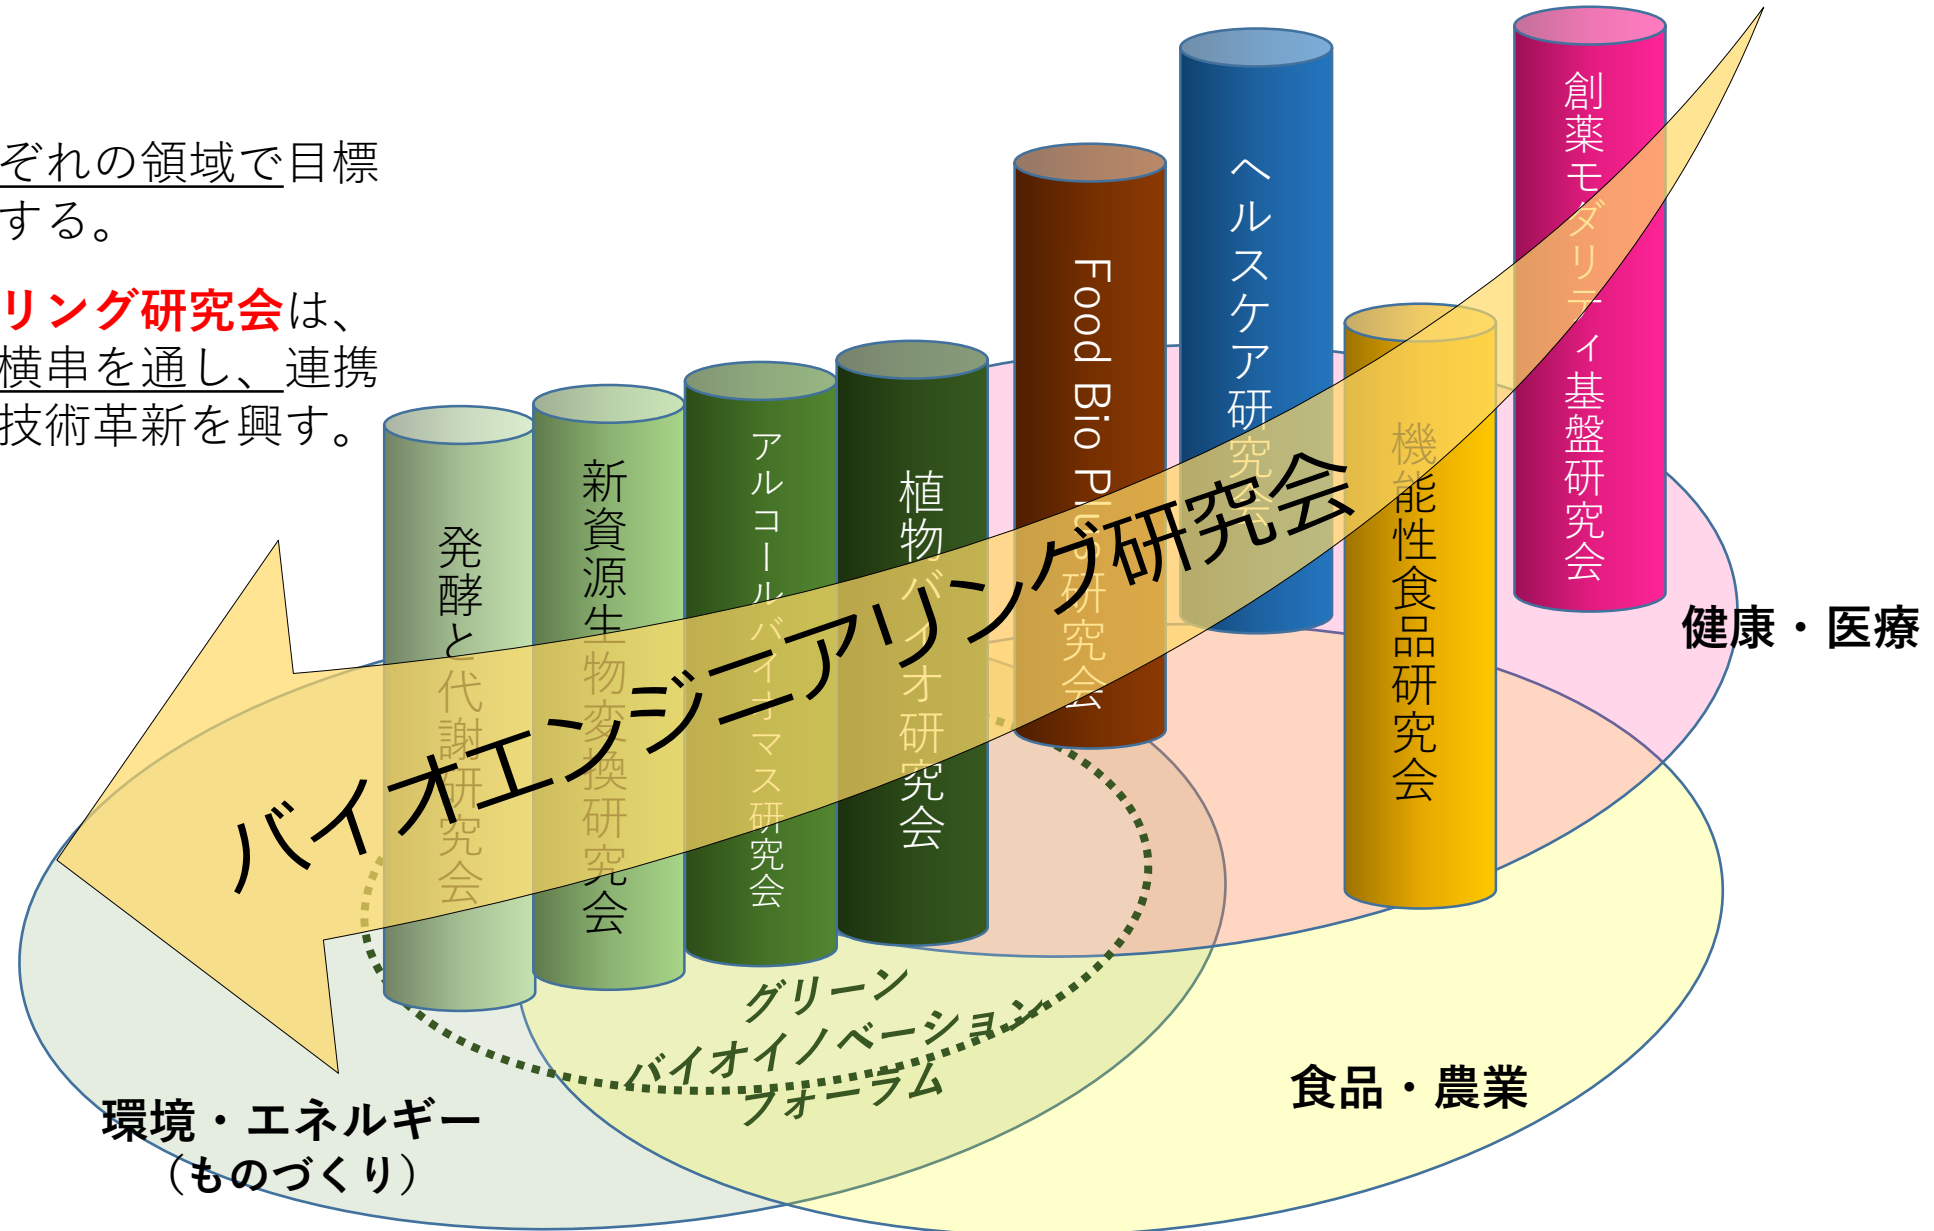 ぞれの領域で目標
する。
リング研究会は、
横串を通し、連携
技術革新を興す。
発酵と代謝研究会
新資源生物変換研究会
アルコールバイオマス研究会
植物バイオ研究会
Food Bio Plus研究会
ヘルスケア研究会
機能性食品研究会
創薬モダリティ基盤研究会
バイオエンジニアリング研究会
健康・医療
グリーン
バイオイノベーション
フォーラム
食品・農業
環境・エネルギー
（ものづくり）